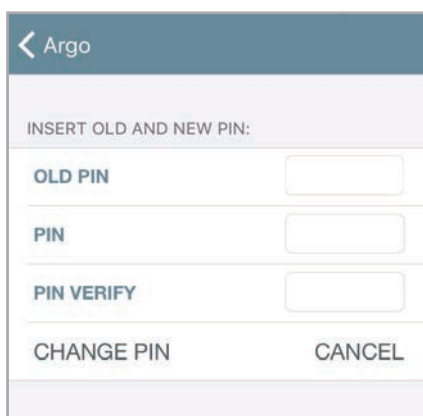 Argo
INSERT OLD AND NEW PIN:
OLD PIN
PIN
PIN VERIFY
CHANGE PIN CANCEL